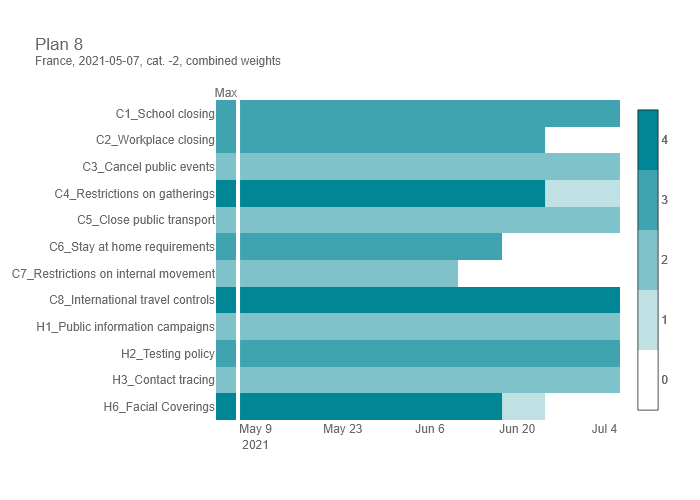 Plan 8
France, 2021-05-07, cat. -2, combined weights
Max
C1_School closing
C2_Workplace closing
C3_Cancel public events
C4_Restrictions on gatherings
C5_Close public transport
C6_Stay at home requirements
C7_Restrictions on internal movement
C8_International travel controls
H1_Public information campaigns
H2_Testing policy
H3_Contact tracing
H6_Facial Coverings
May 9 May 23 Jun 6 Jun 20 Jul 4
2021
4
3
2
1
0